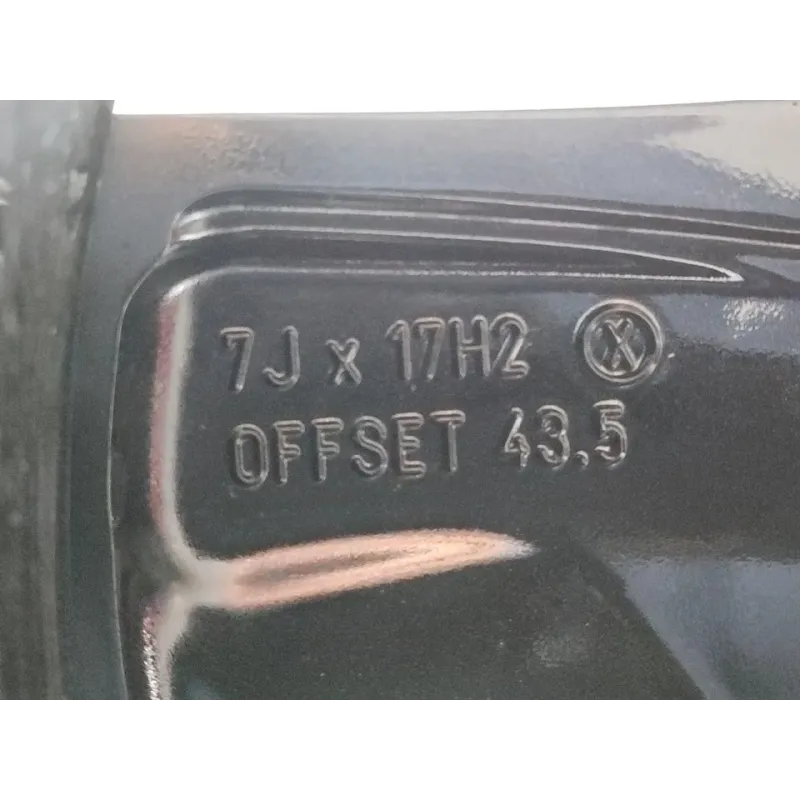 7J x 17H2 X
OFFSET 43.5